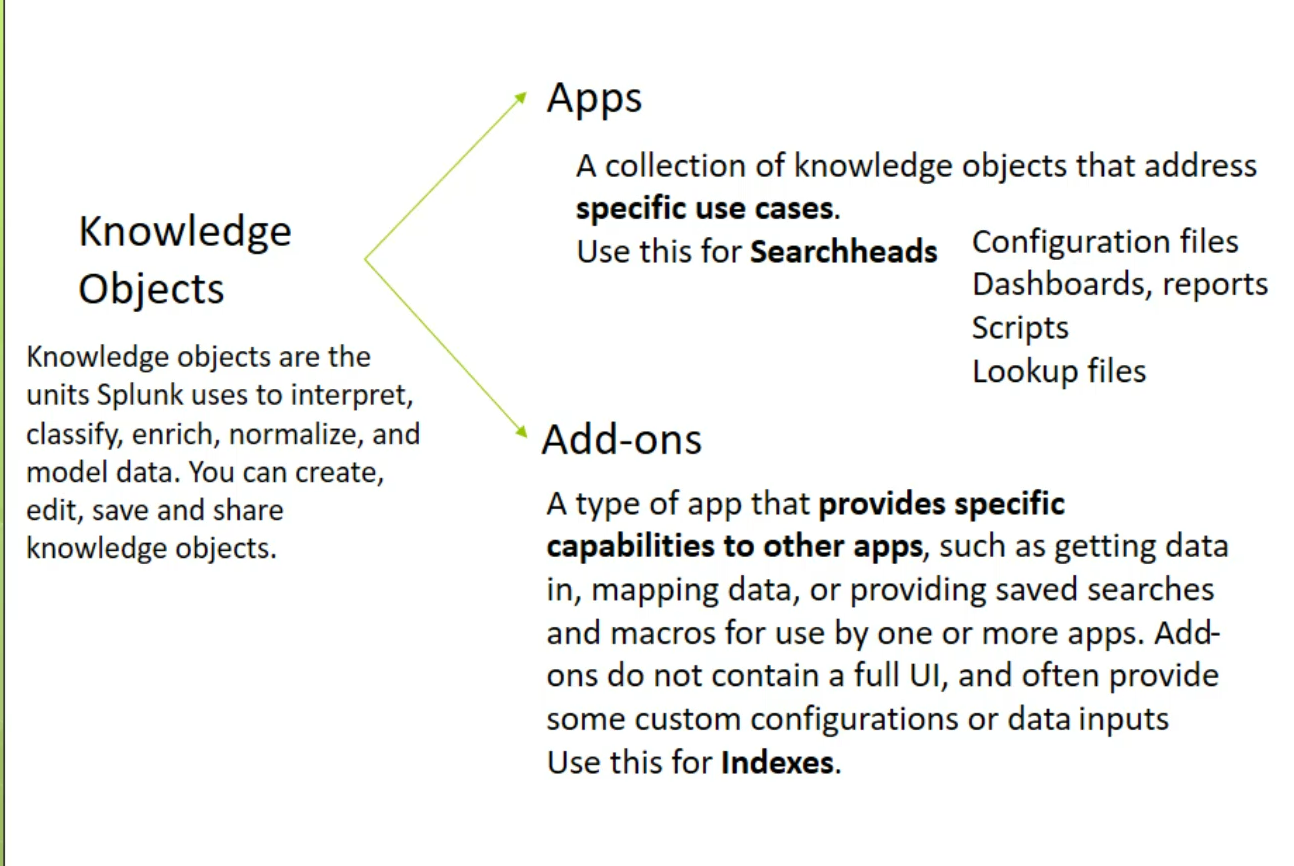 Knowledge
Objects
Knowledge objects are the
units Splunk uses to interpret,
classify, enrich, normalize, and
model data. You can create,
edit, save and share
knowledge objects.
Apps
A collection of knowledge objects that address
specific use cases.
Use this for Searchheads
Configuration files
Dashboards, reports
Scripts
Lookup files
Add-ons
A type of app that provides specific
capabilities to other apps, such as getting data
in, mapping data, or providing saved searches
and macros for use by one or more apps. Add-
ons do not contain a full UI, and often provide
some custom configurations or data inputs
Use this for Indexes.